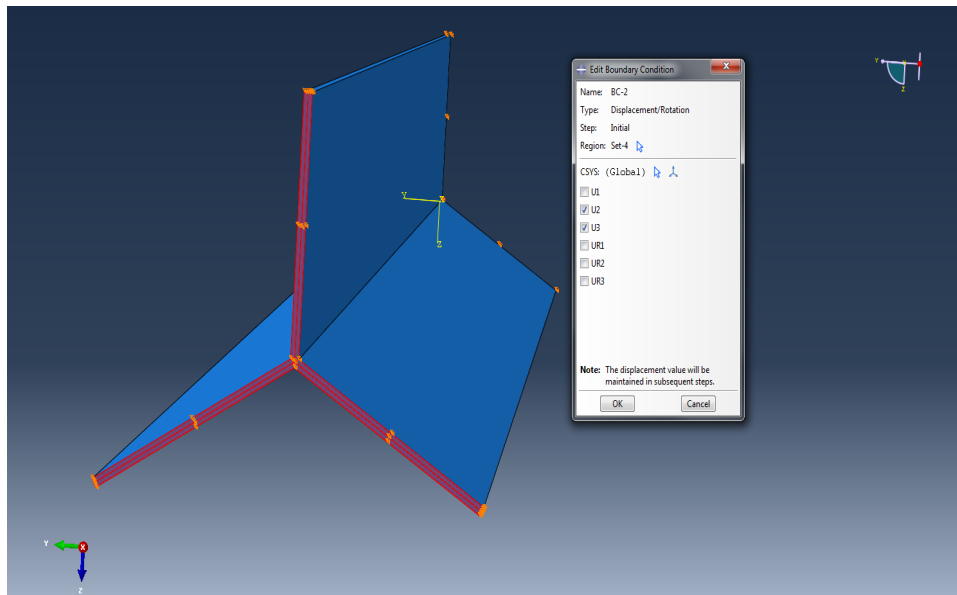 Edit Boundary Condition
X
Name: BC-2
Type: Displacement/Rotation
Step: Initial
Region: Set-4
CSYS: (Global)
U1
U2
U3
UR1
UR2
UR3
Note: The displacement value will be
maintained in subsequent steps.
OK Cancel
Y
Z
Y
Z
Y X
Z